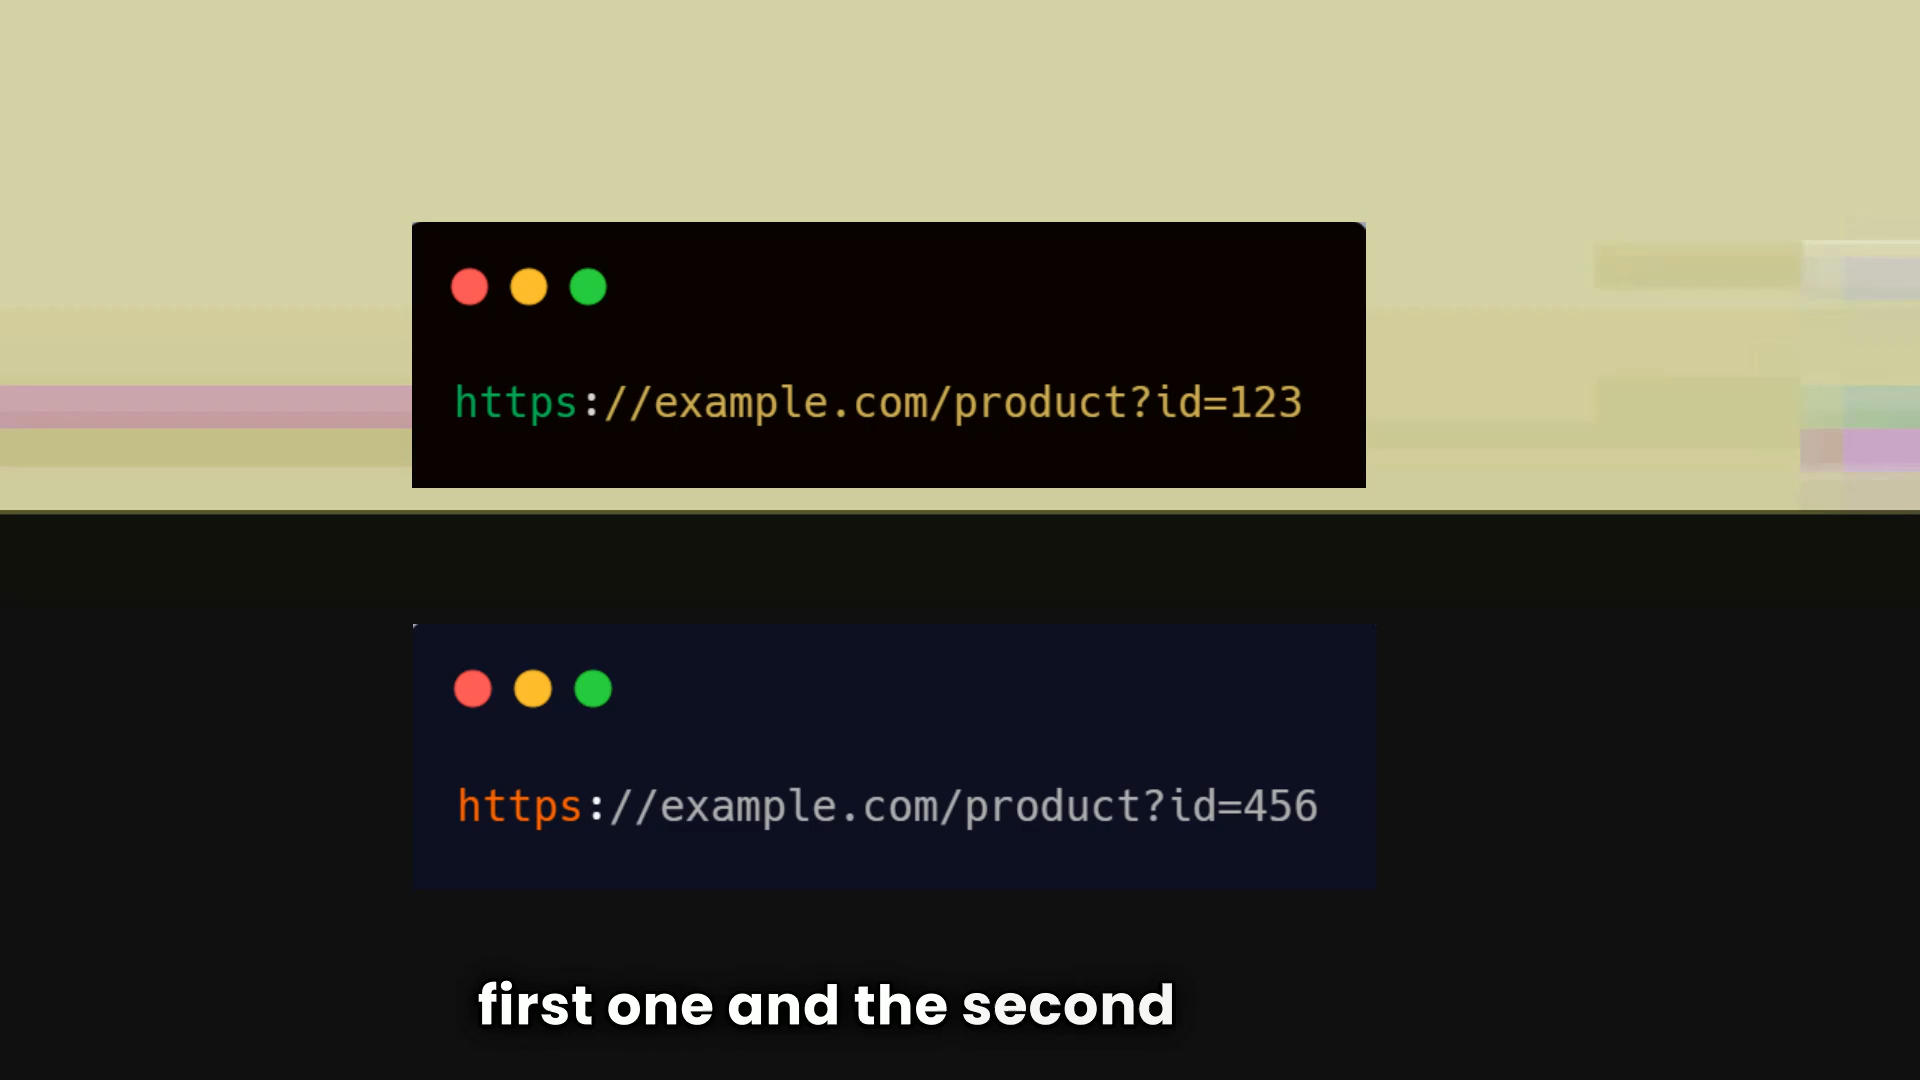 https://example.com/product?id=123
https://example.com/product?id=456
first one and the second